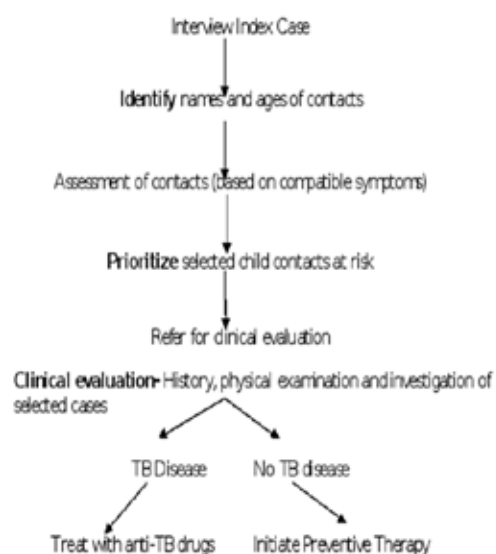 Interview Index Case
Identify names and ages of contacts
Assessment of contacts (based on compatible symptoms)
Prioritize selected child contacts at risk
Refer for clinical evaluation
Clinical evaluation- History, physical examination and investigation of
selected cases
TB Disease No TB disease
Treat with anti-TB drugs Initiate Preventive Therapy